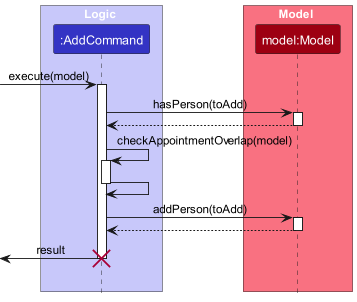 Logic
Model
:AddCommand
model:Model
execute(model)
hasPerson(toAdd)
checkAppointmentOverlap(model)
addPerson(toAdd)
result